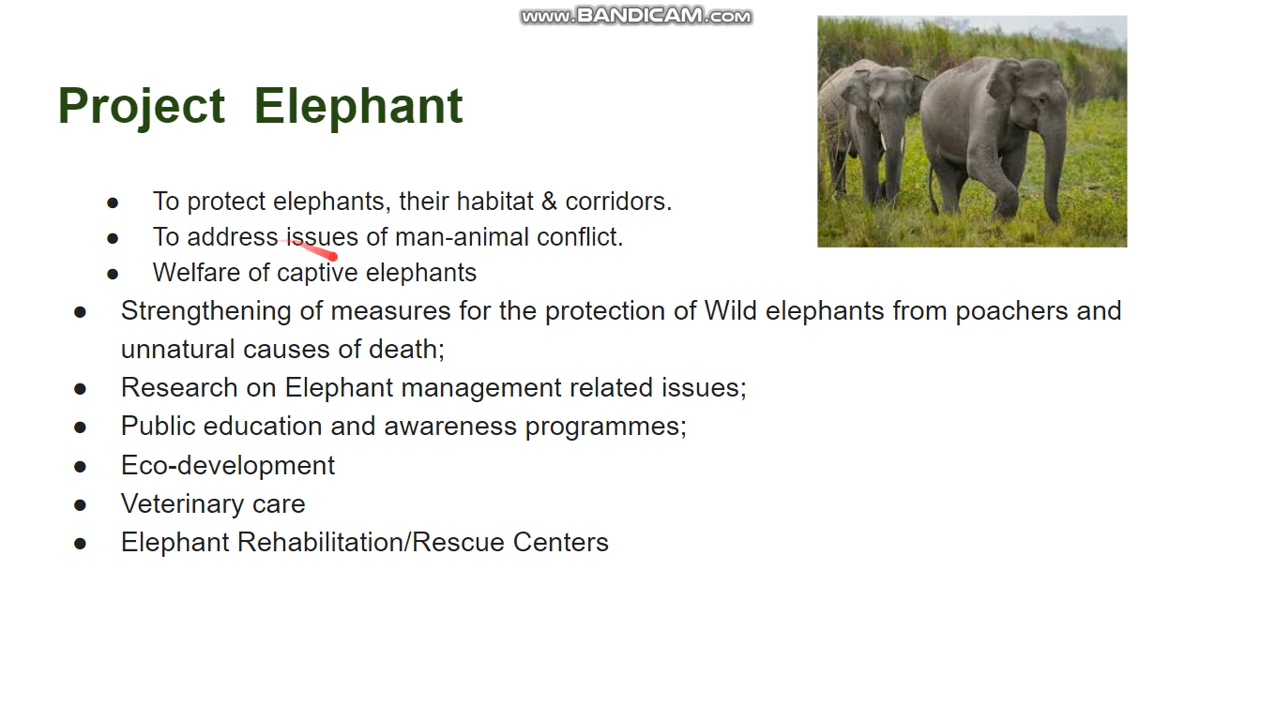 www.BANDICAM.com
Project Elephant
● To protect elephants, their habitat & corridors.
● To address issues of man-animal conflict.
● Welfare of captive elephants
● Strengthening of measures for the protection of Wild elephants from poachers and
unnatural causes of death;
● Research on Elephant management related issues;
● Public education and awareness programmes;
● Eco-development
● Veterinary care
● Elephant Rehabilitation/Rescue Centers